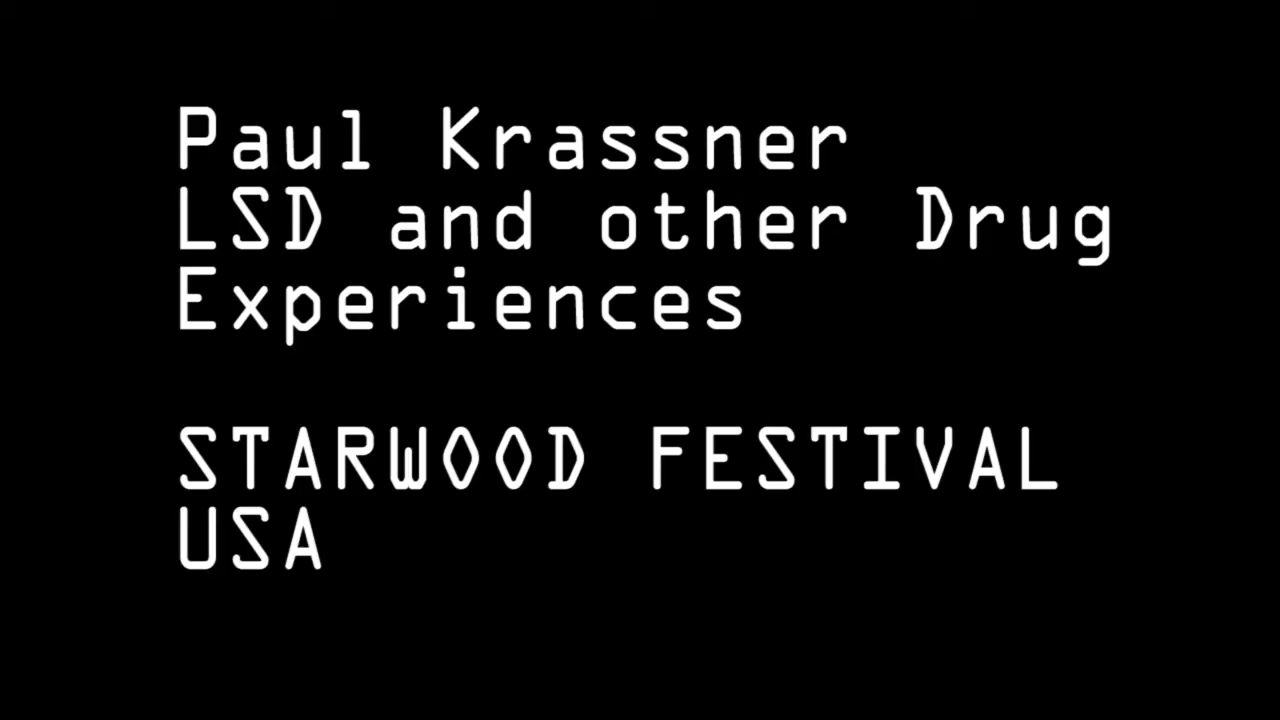 Paul Krassner
LSD and other Drug
Experiences
STARWOOD FESTIVAL
USA